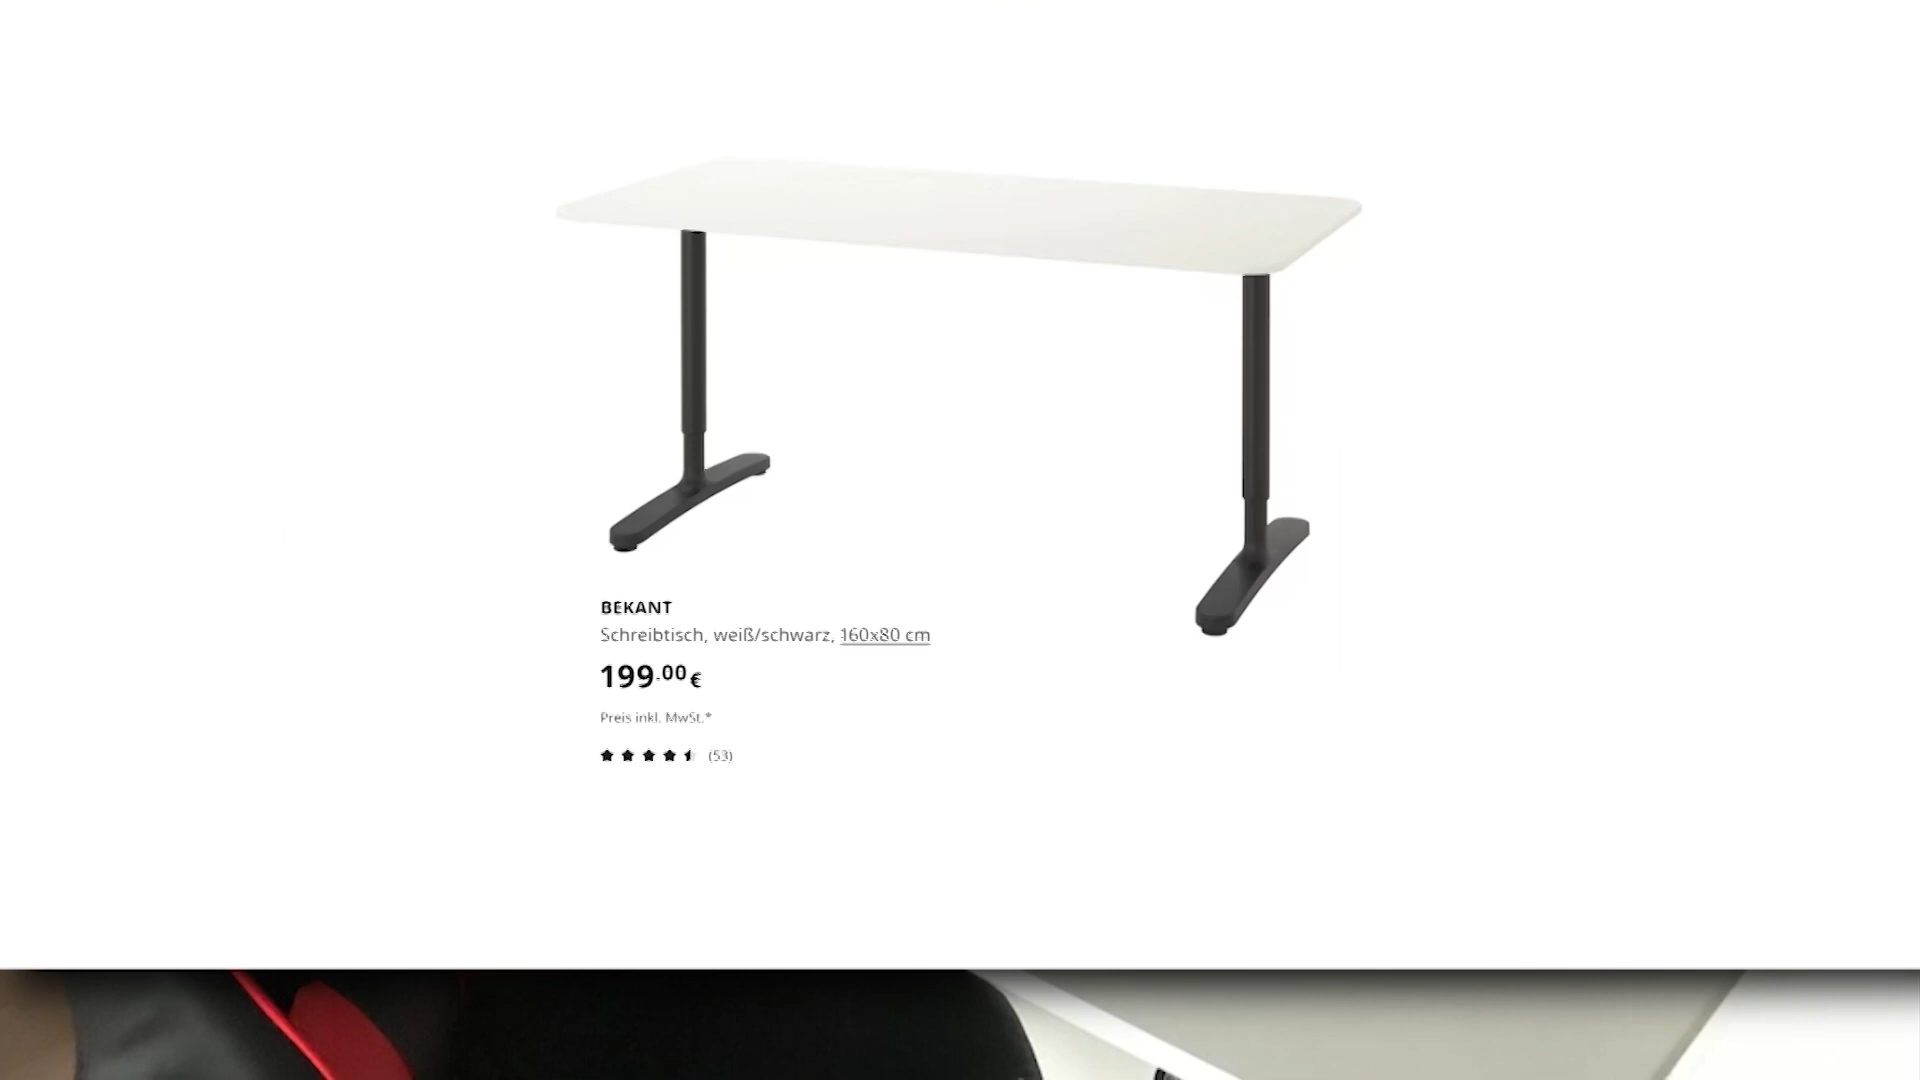 BEKANT
Schreibtisch, weiß/schwarz, 160x80 cm
199.00€
Preis inkl. MwSt.*
(53)